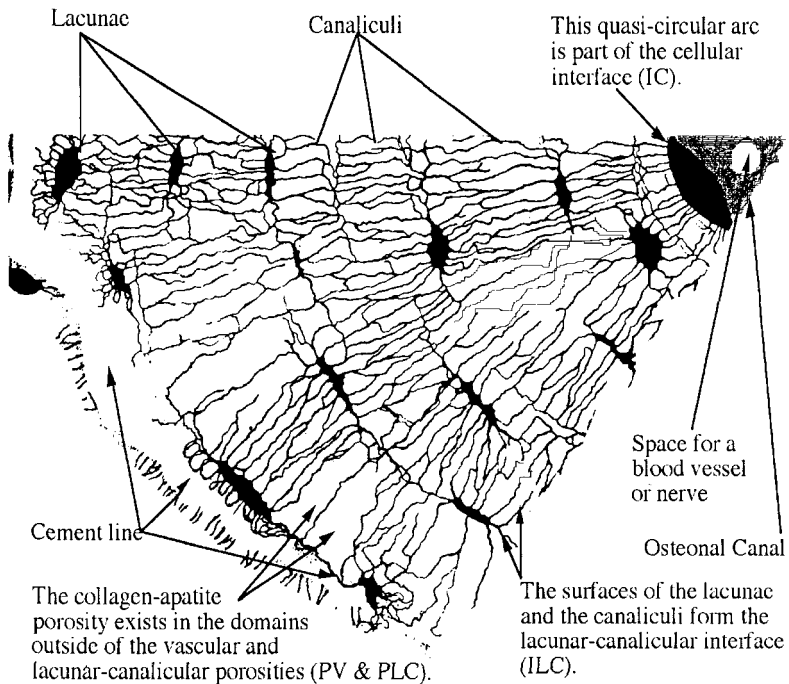 Lacunae
Canaliculi
This quasi-circular arc
is part of the cellular
interface (IC).
Space for a
blood vessel
or nerve
Cement line
Osteonal Canal
The collagen-apatite
porosity exists in the domains
outside of the vascular and
lacunar-canalicular porosities (PV & PLC).
The surfaces of the lacunae
and the canaliculi form the
lacunar-canalicular interface
(ILC).